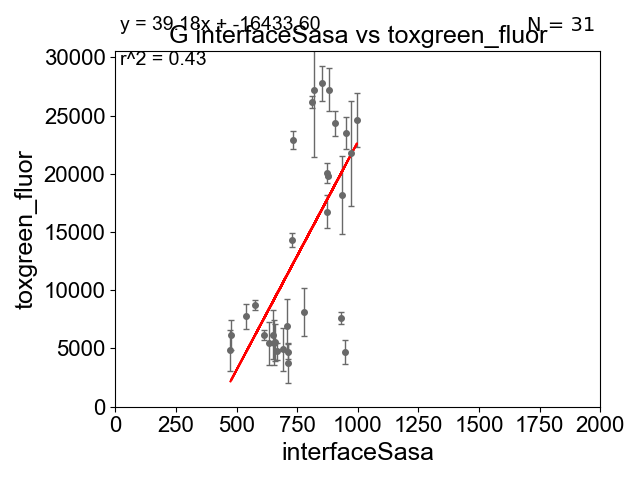 y = 39.18x + -16433.60
N = 31
G interfaceSasa vs toxgreen_fluor
r^2 = 0.43
30000
25000
20000
15000
10000
5000
0
toxgreen_fluor
0 250 500 750 1000 1250 1500 1750 2000
interfaceSasa